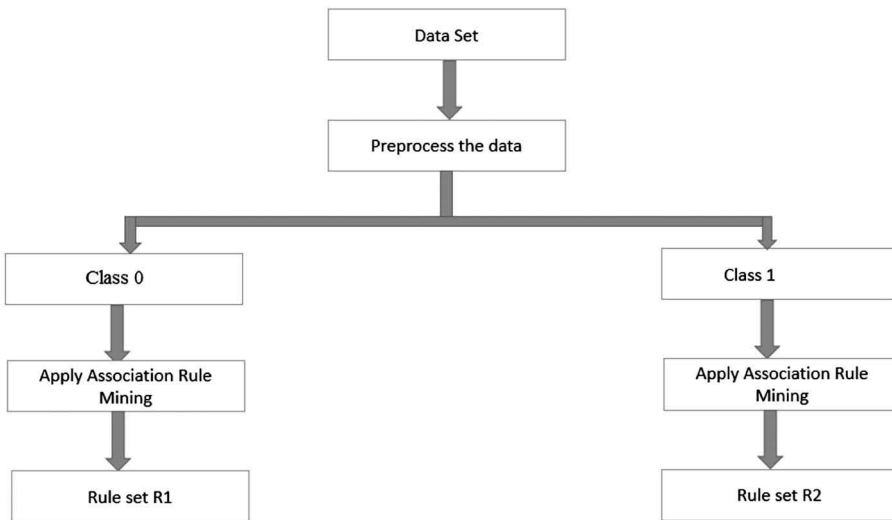 Data Set
Preprocess the data
Class 0
Class 1
Apply Association Rule
Mining
Apply Association Rule
Mining
Rule set R1
Rule set R2